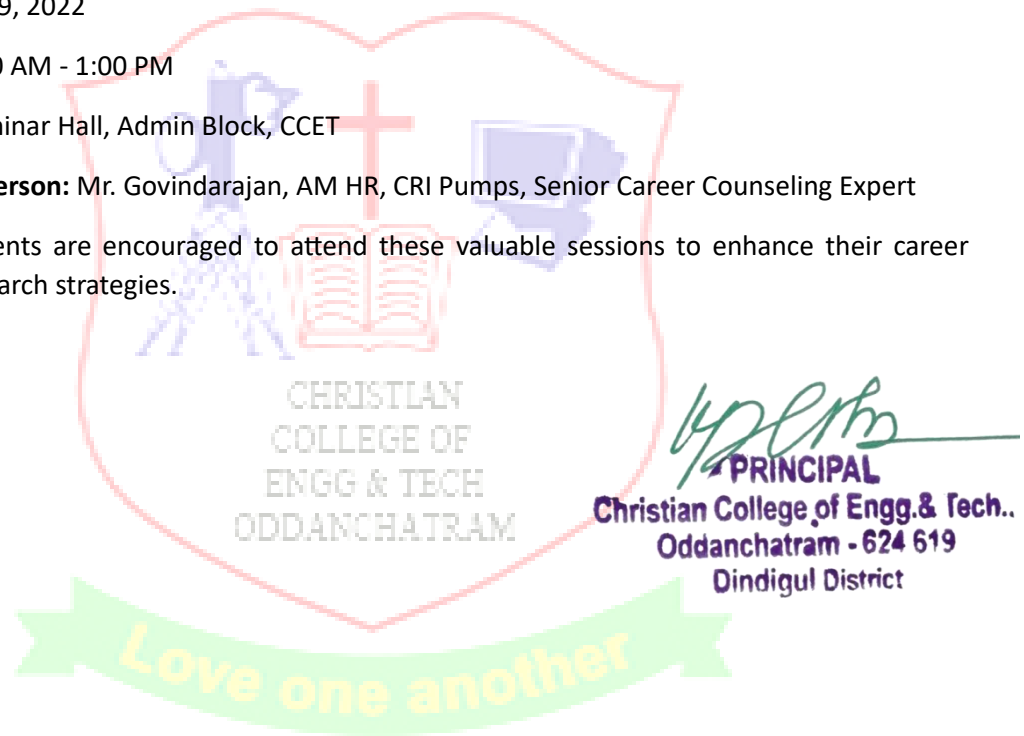 9, 2022
0 AM - 1:00 PM
inar Hall, Admin Block, CCET
erson: Mr. Govindarajan, AM HR, CRI Pumps, Senior Career Counseling Expert
ents are encouraged to attend these valuable sessions to enhance their career
arch strategies.
CHRISTIAN
COLLEGE OF
ENGG & TECH
ODDANCHATRAM
PRINCIPAL
Christian College of Engg.& Tech..
Oddanchatram - 624 619
Dindigul District
Love one another